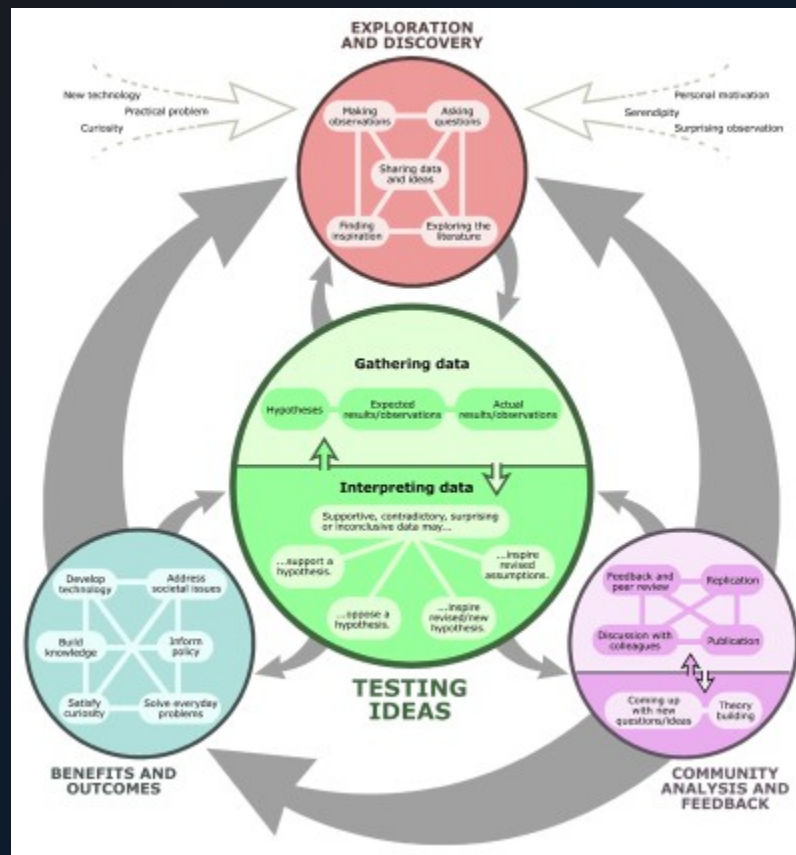 EXPLORATION
AND DISCOVERY
New technology
Practical problem
Curiosity
Personal motivation
Serendipity
Surprising observation
Making
observations
Asking
questions
Sharing data
and ideas
Finding
inspiration
Exploring the
literature
Gathering data
Hypotheses
Expected
results/observations
Actual
results/observations
Interpreting data
Supportive, contradictory, surprising
or inconclusive data may...
...support a
hypothesis.
...oppose a
hypothesis.
...inspire
revised/new
hypothesis.
...inspire
revised
assumptions.
TESTING
IDEAS
Develop
technology
Address
societal issues
Build
knowledge
Inform
policy
Satisfy
curiosity
Solve everyday
problems
BENEFITS AND
OUTCOMES
Feedback and
peer review
Replication
Discussion with
colleagues
Publication
Coming up
with new
questions/ideas
Theory
building
COMMUNITY
ANALYSIS AND
FEEDBACK